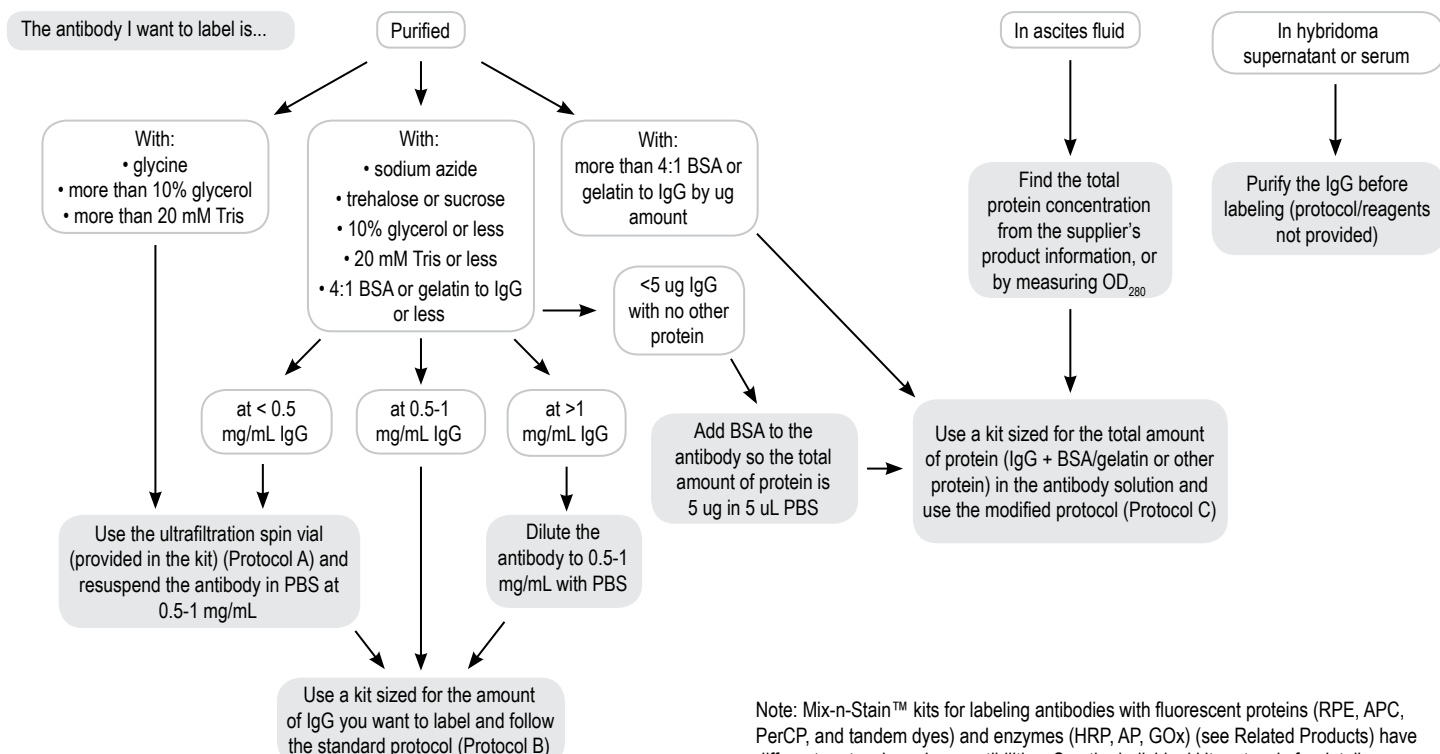 The antibody I want to label is...
Purified
In ascites fluid
In hybridoma
supernatant or serum
With:
• glycine
• more than 10% glycerol
• more than 20 mM Tris
With:
• sodium azide
• trehalose or sucrose
• 10% glycerol or less
• 20 mM Tris or less
• 4:1 BSA or gelatin to IgG
or less
With:
more than 4:1 BSA or
gelatin to IgG by ug
amount
Find the total
protein concentration
from the supplier’s
product information, or
by measuring OD280
Purify the IgG before
labeling (protocol/reagents
not provided)
<5 ug IgG
with no other
protein
at < 0.5
mg/mL IgG
at 0.5-1
mg/mL IgG
at >1
mg/mL IgG
Add BSA to the
antibody so the total
amount of protein is
5 ug in 5 uL PBS
Use a kit sized for the total amount
of protein (IgG + BSA/gelatin or other
protein) in the antibody solution and
use the modified protocol (Protocol C)
Use the ultrafiltration spin vial
(provided in the kit) (Protocol A) and
resuspend the antibody in PBS at
0.5-1 mg/mL
Dilute the
antibody to 0.5-1
mg/mL with PBS
Use a kit sized for the amount
of IgG you want to label and follow
the standard protocol (Protocol B)
Note: Mix-n-Stain™ kits for labeling antibodies with fluorescent proteins (RPE, APC,
PerCP, and tandem dyes) and enzymes (HRP, AP, GOx) (see Related Products) have